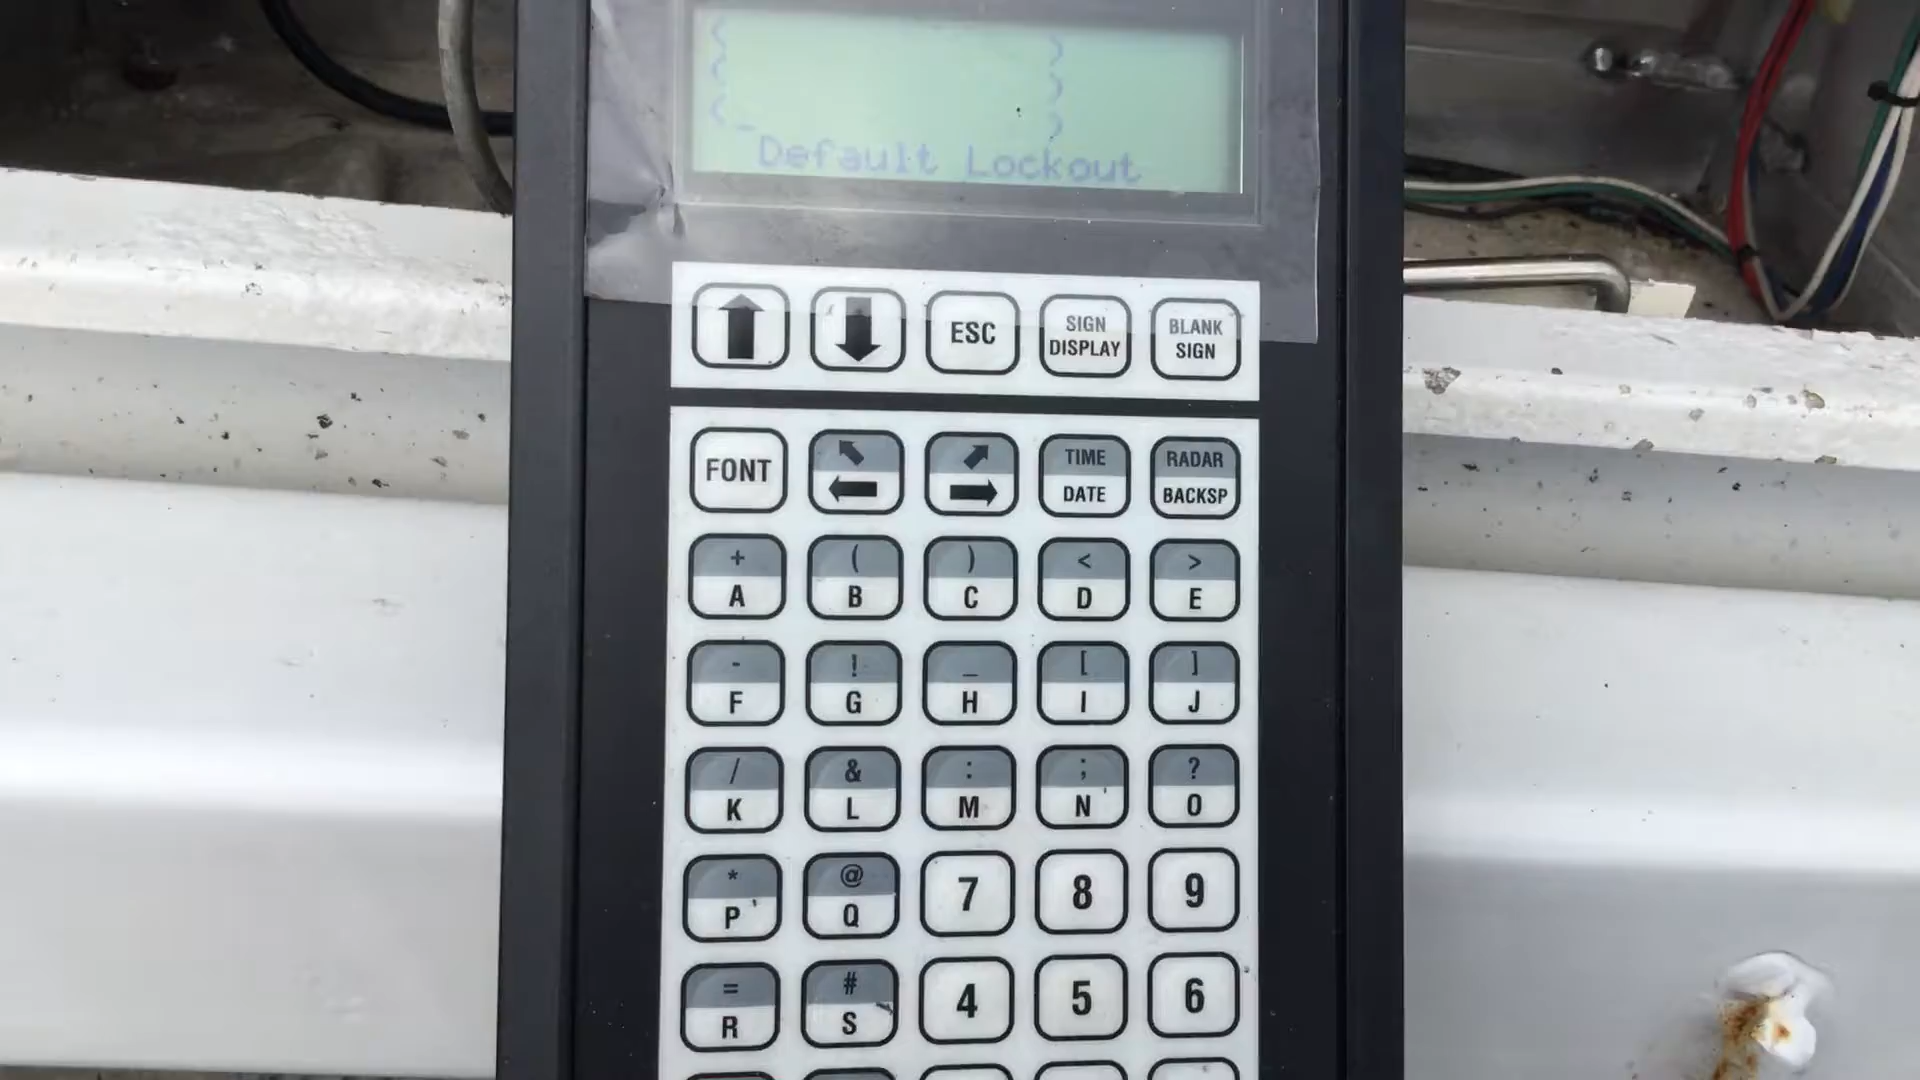 { }
{ }
{_ }
Default Lockout
ESC
SIGN DISPLAY
BLANK SIGN
FONT
TIME DATE
RADAR BACKSP
+ ( ) < >
A B C D E
- ! _ [ ]
F G H I J
/ & : ; ?
K L M N O
* @
P Q 7 8 9
= #
R S 4 5 6